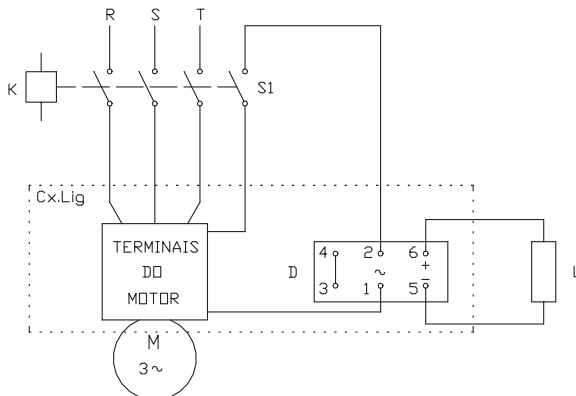 R S T
K
S1
Cx.Lig
TERMINAIS
DO
MOTOR
D
4 2 6
~ +
3 1 5
-
L
M
3~